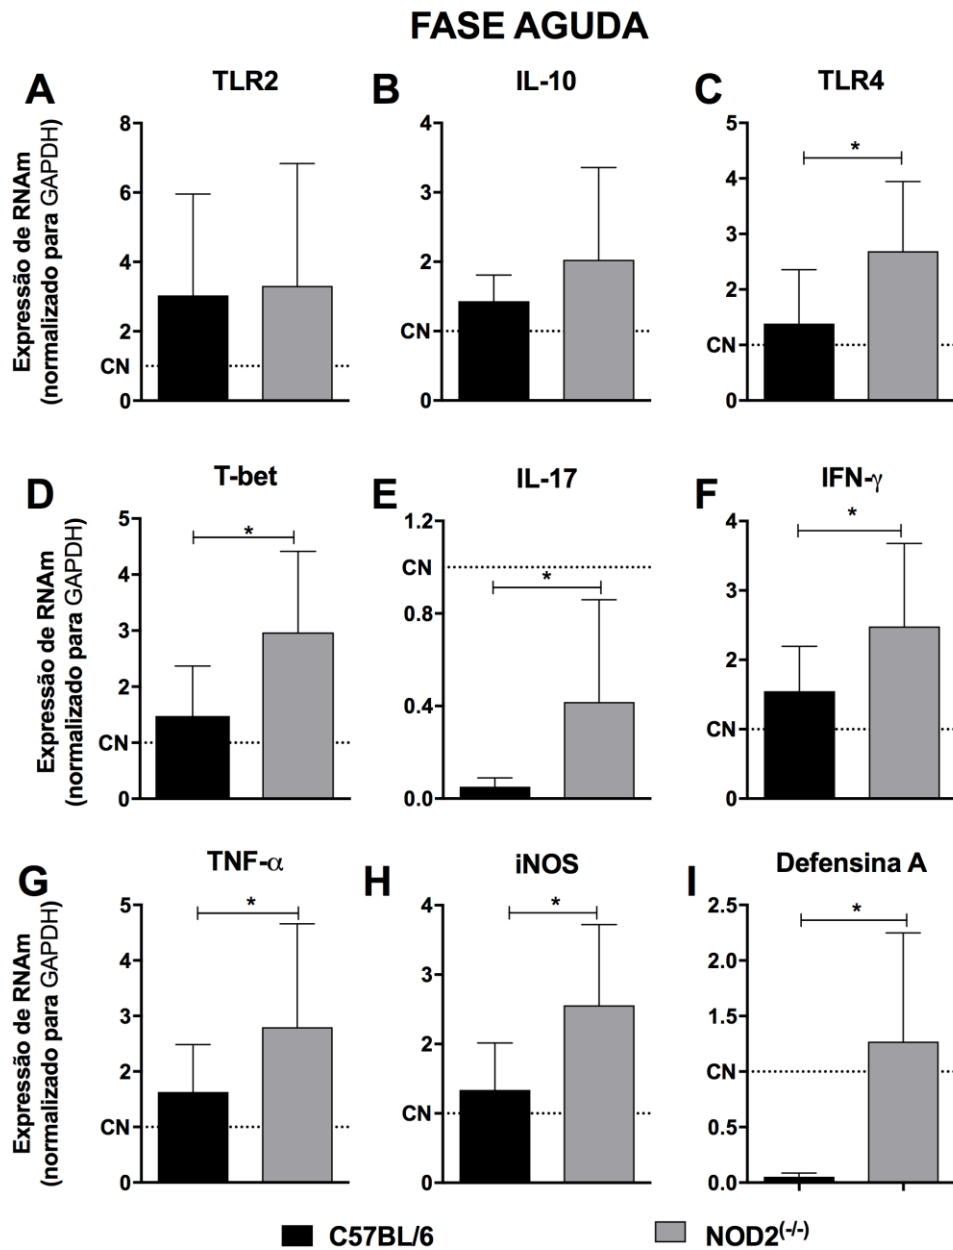 FASE AGUDA
A
TLR2
Expressão de RNAm
(normalizado para GAPDH)
8
6
4
2
CN
0
B
IL-10
4
3
2
CN
0
C
TLR4
5
4
3
2
CN
0
*
D
T-bet
Expressão de RNAm
(normalizado para GAPDH)
5
4
3
2
CN
0
*
E
IL-17
1.2
CN
0.8
0.4
0.0
*
F
IFN-γ
4
3
2
CN
0
*
G
TNF-α
Expressão de RNAm
(normalizado para GAPDH)
5
4
3
2
CN
0
*
H
iNOS
4
3
2
CN
0
*
I
Defensina A
2.5
2.0
1.5
CN
0.5
0.0
*
C57BL/6
NOD2(-/-)